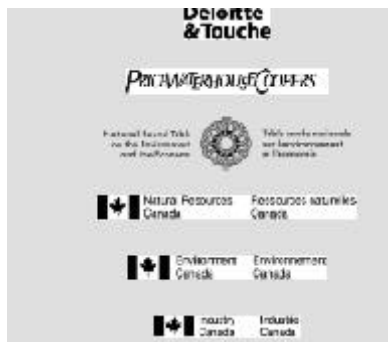 Deloitte
& Touche
PRICEWATERHOUSECOOPERS
National Round Table
on the Environment
and the Economy
Table ronde nationale
sur l'environnement
et l'économie
Natural Resources Canada
Ressources naturelles Canada
Environment Canada
Environnement Canada
Industry Canada
Industrie Canada